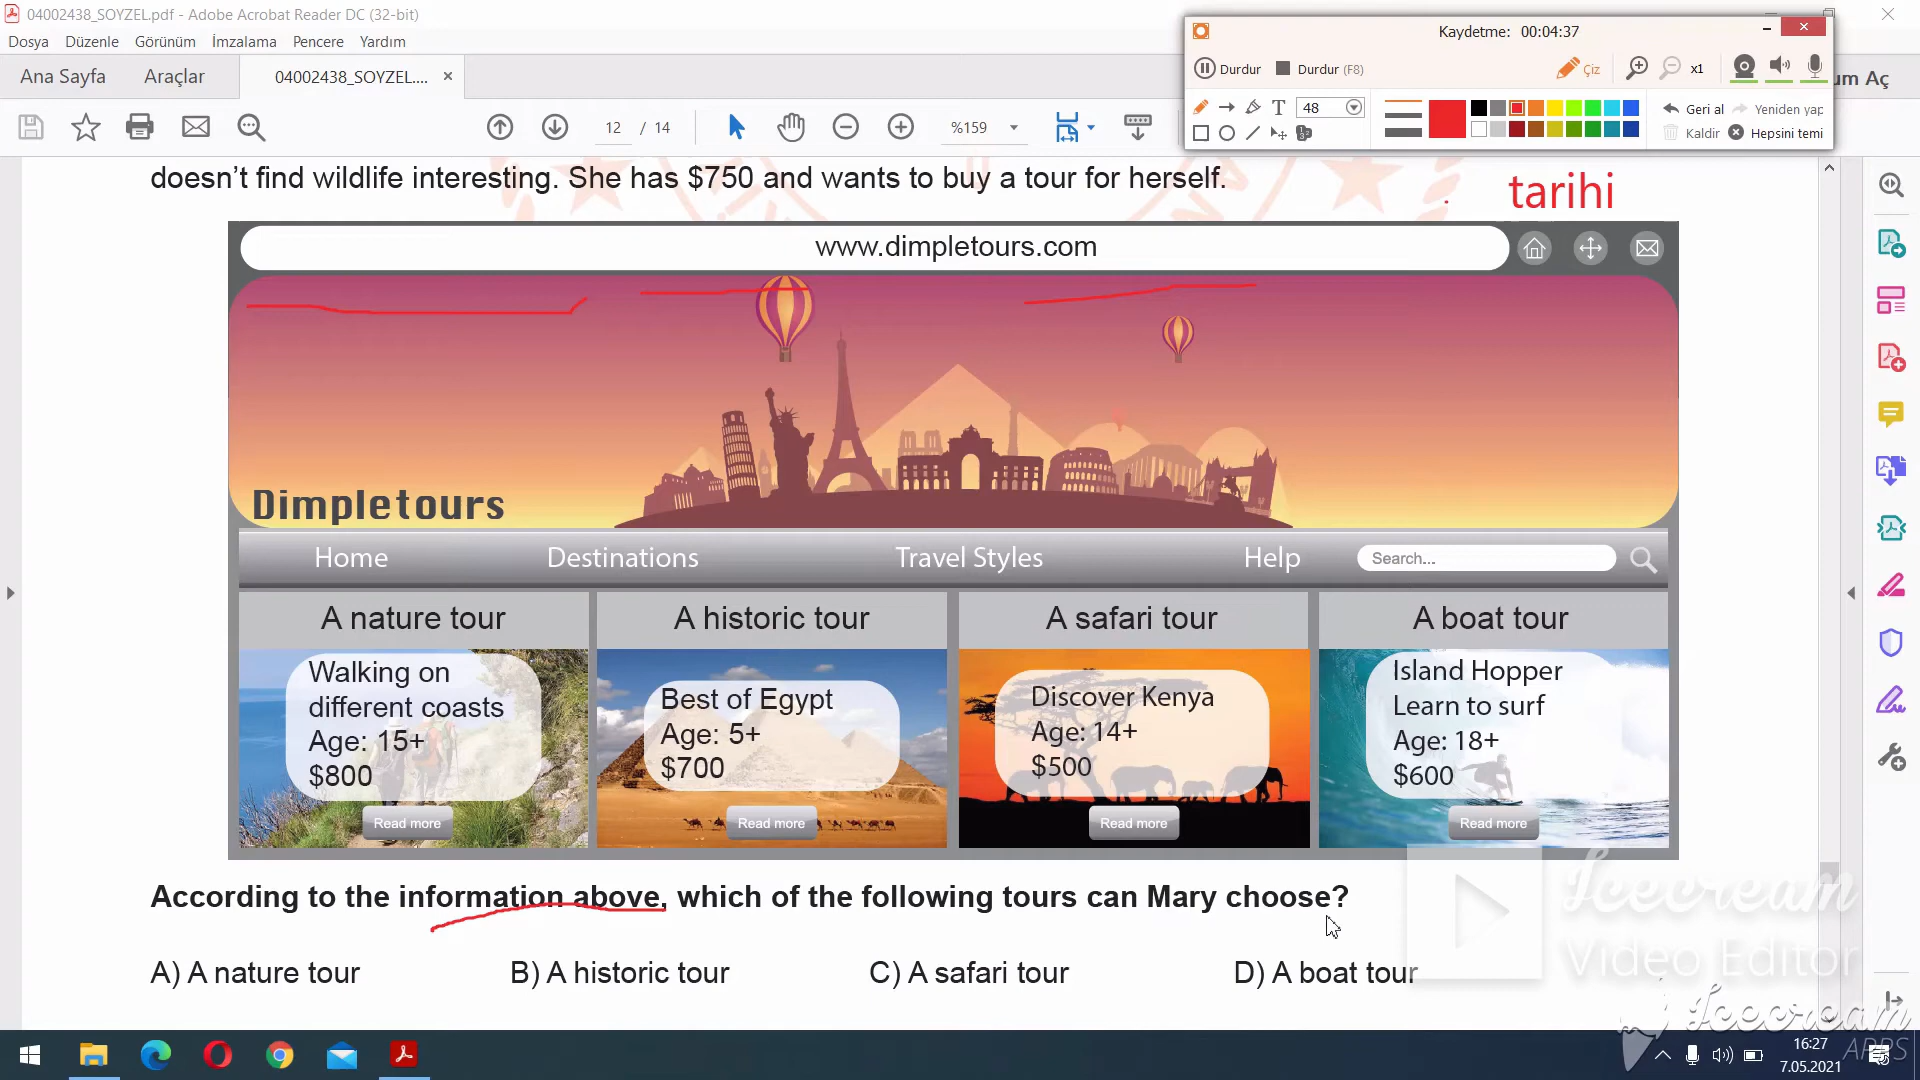 04002438_SOYZEL.pdf - Adobe Acrobat Reader DC (32-bit)
Dosya Düzenle Görünüm İmzalama Pencere Yardım
Ana Sayfa Araçlar 04002438_SOYZEL....
12 / 14 %159
Kaydetme: 00:04:37
Durdur Durdur (F8) Çiz x1
T 48 Geri al Yeniden yap
Kaldır Hepsini temi
um Aç
doesn't find wildlife interesting. She has $750 and wants to buy a tour for herself.
tarihi
www.dimpletours.com
Dimpletours
Home Destinations Travel Styles Help Search...
A nature tour
Walking on
different coasts
Age: 15+
$800
Read more
A historic tour
Best of Egypt
Age: 5+
$700
Read more
A safari tour
Discover Kenya
Age: 14+
$500
Read more
A boat tour
Island Hopper
Learn to surf
Age: 18+
$600
Read more
According to the information above, which of the following tours can Mary choose?
A) A nature tour B) A historic tour C) A safari tour D) A boat tour
Icecream
Video Editor
Icecream
APPS
16:27
7.05.2021